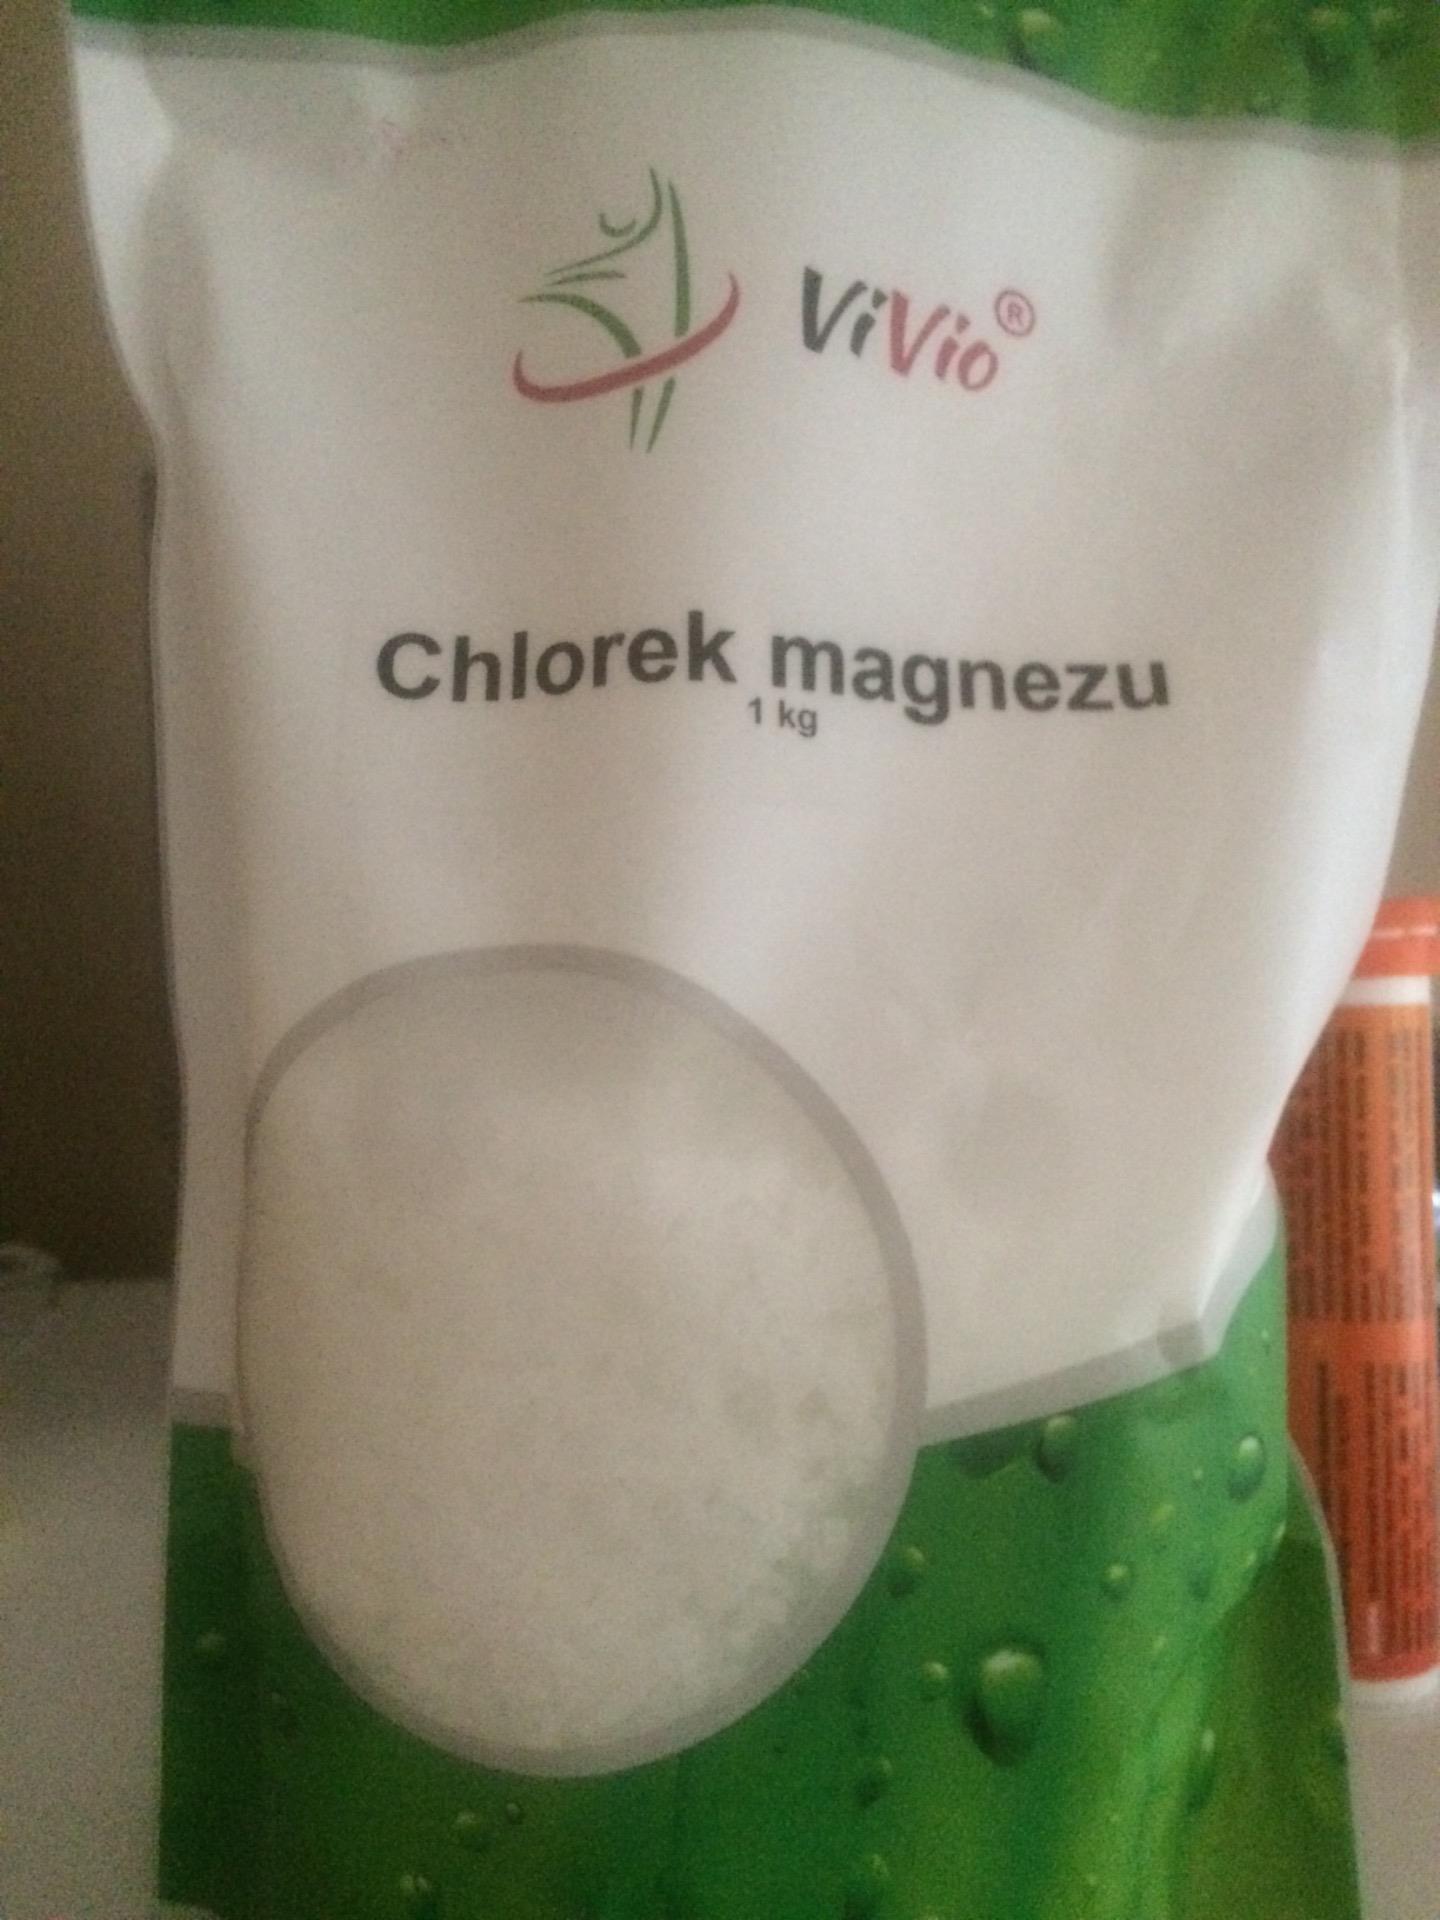 ViVio®
Chlorek magnezu
1 kg